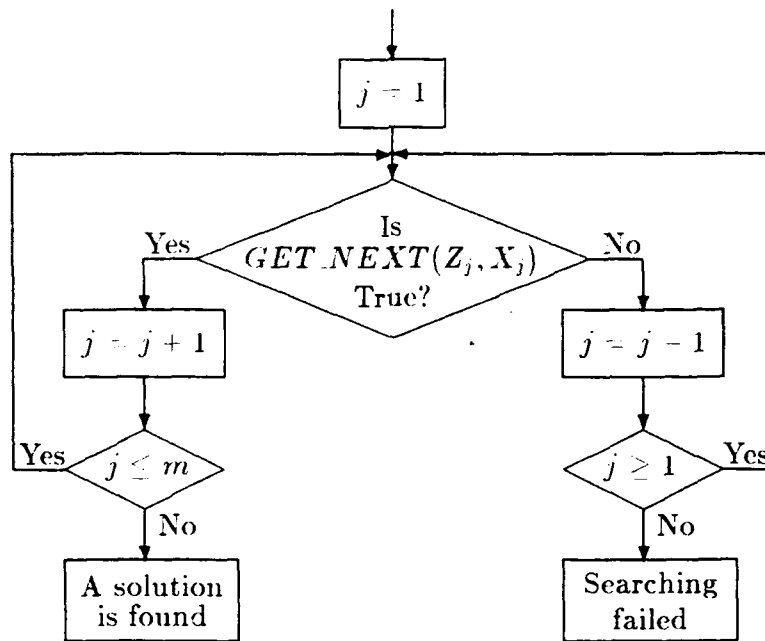 j = 1
Is
GET_NEXT(Z_j, X_j)
True?
Yes
No
j = j + 1
j = j - 1
Yes
j ≤ m
j ≥ 1
Yes
No
No
A solution
is found
Searching
failed